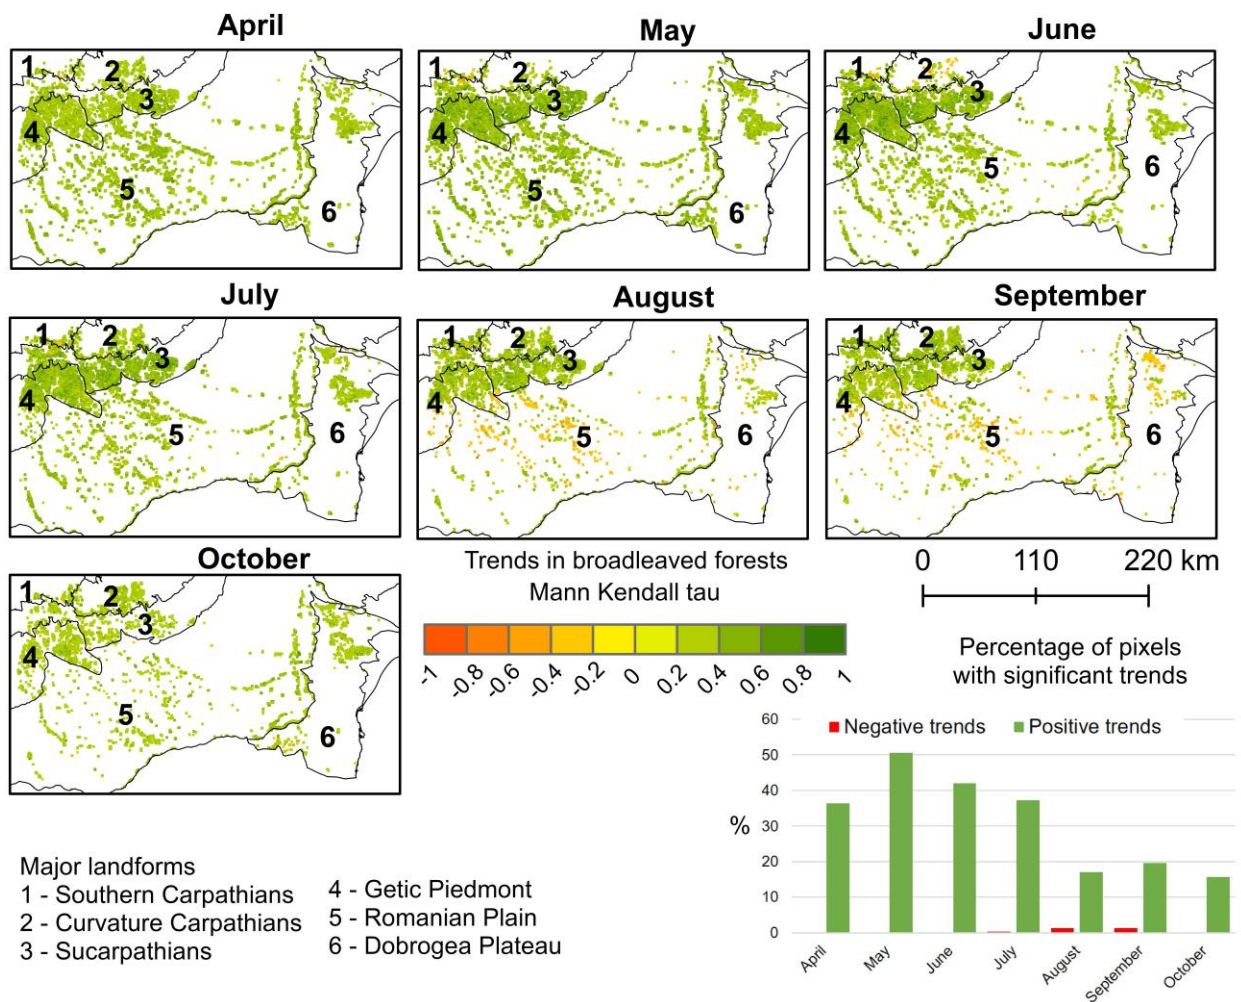 April
May
June
1
2
3
4
5
6
1
2
3
4
5
6
1
2
3
4
5
6
July
August
September
1
2
3
4
5
6
1
2
3
4
5
6
1
2
3
4
5
6
October
1
2
3
4
5
6
Trends in broadleaved forests
Mann Kendall tau
-1 -0.8 -0.6 -0.4 -0.2 0 0.2 0.4 0.6 0.8 1
0 110 220 km
Percentage of pixels
with significant trends
Negative trends Positive trends
60
50
40
30
20
10
0
%
April May June July August September October
Major landforms
1 - Southern Carpathians
2 - Curvature Carpathians
3 - Sucarpathians
4 - Getic Piedmont
5 - Romanian Plain
6 - Dobrogea Plateau